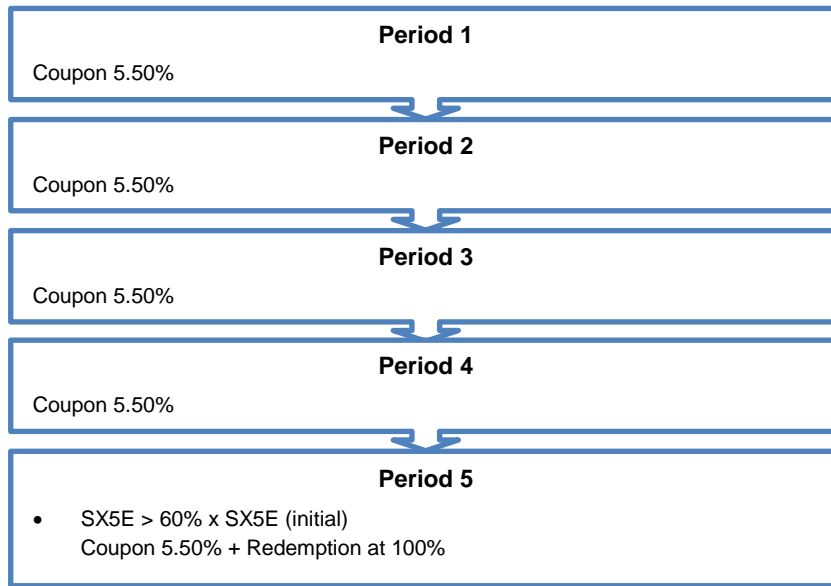 Period 1
Coupon 5.50%
Period 2
Coupon 5.50%
Period 3
Coupon 5.50%
Period 4
Coupon 5.50%
Period 5
• SX5E > 60% x SX5E (initial)
Coupon 5.50% + Redemption at 100%